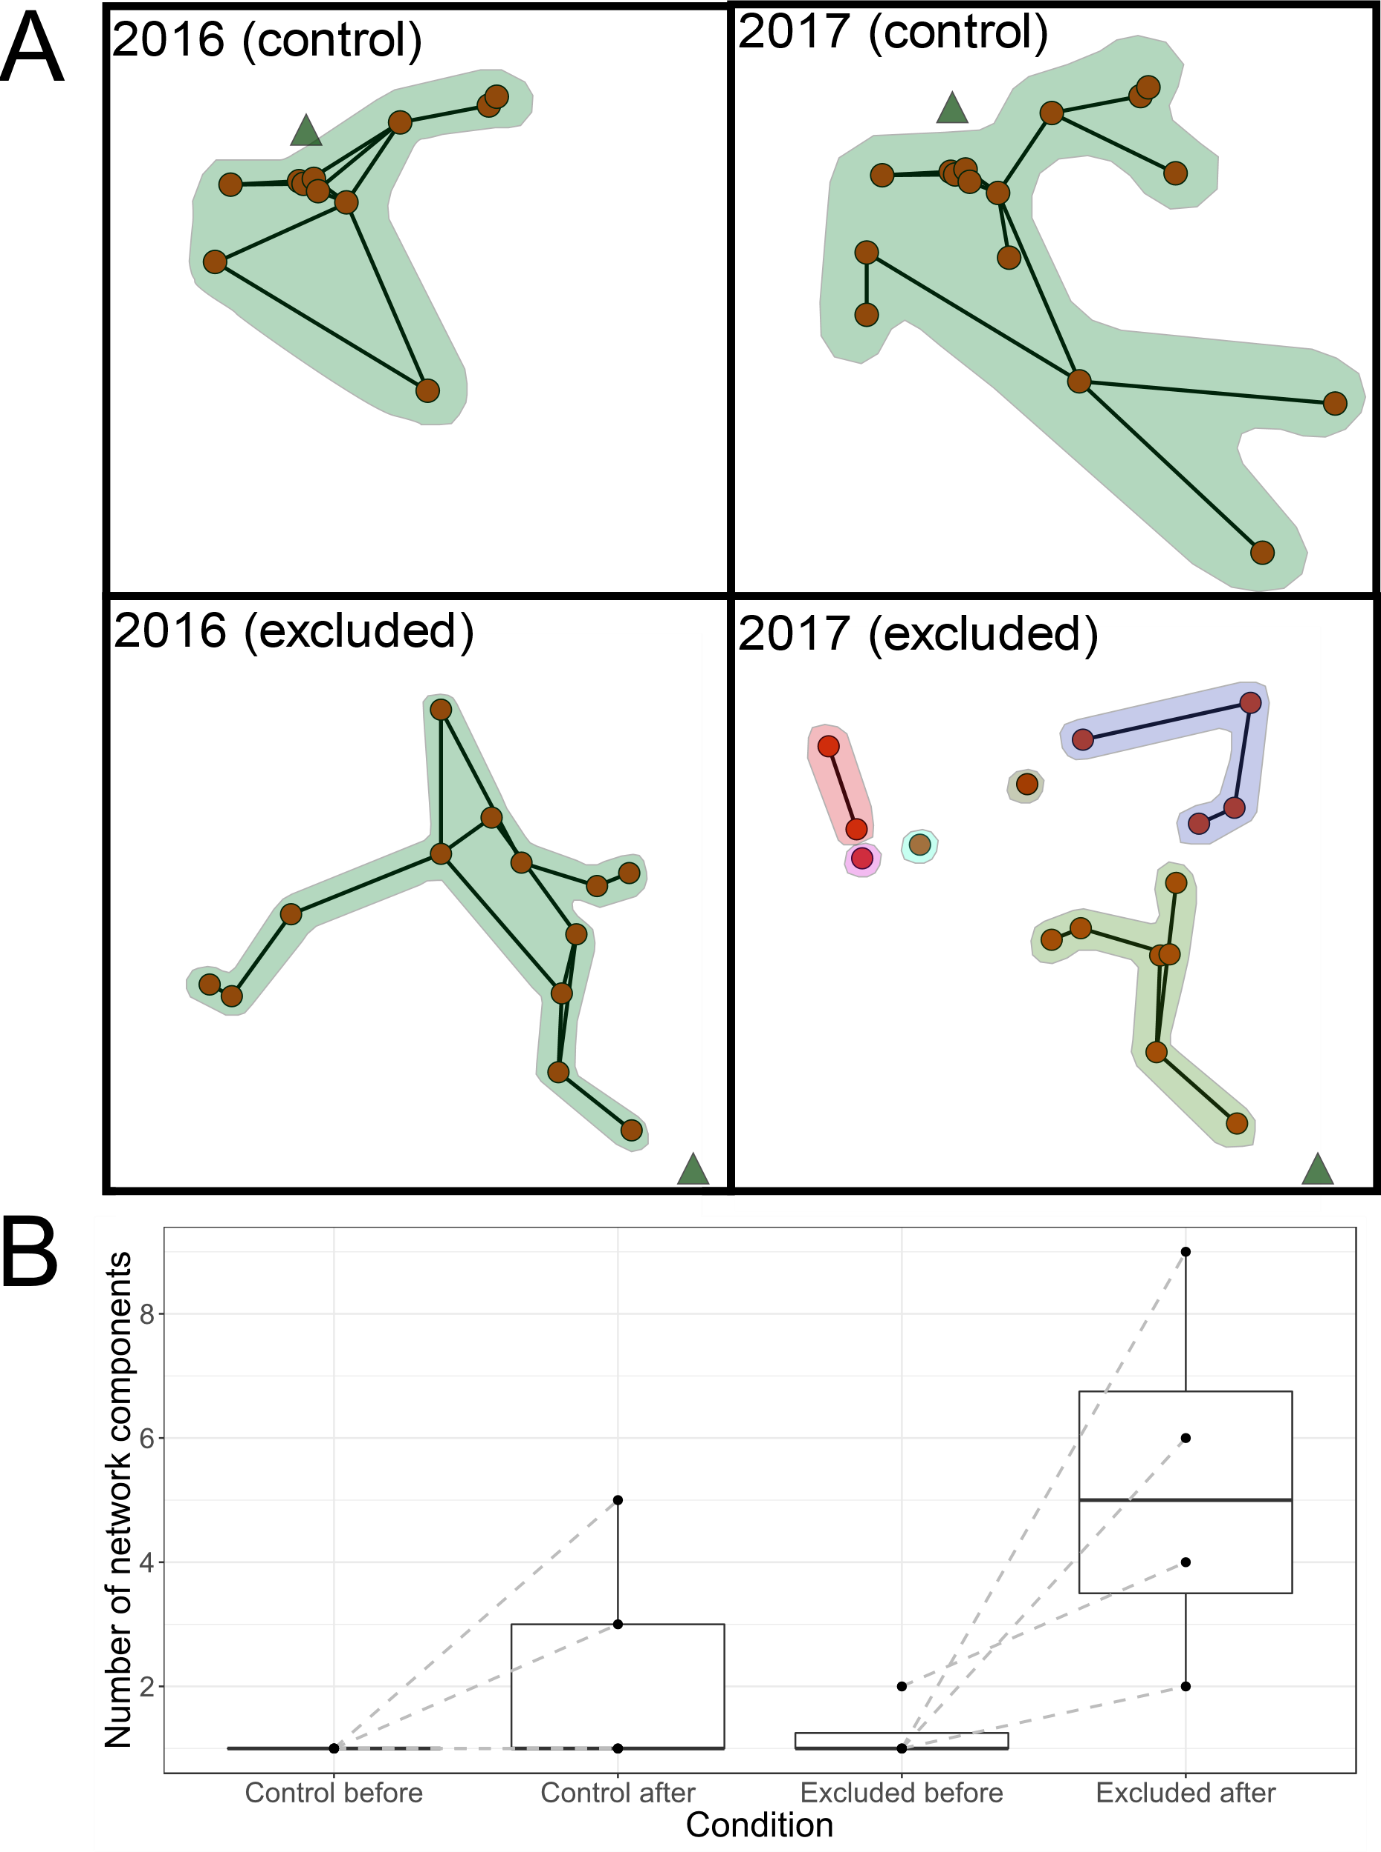 A
2016 (control)
2017 (control)
2016 (excluded)
2017 (excluded)
B
Number of network components
8
6
4
2
Control before
Control after
Excluded before
Excluded after
Condition